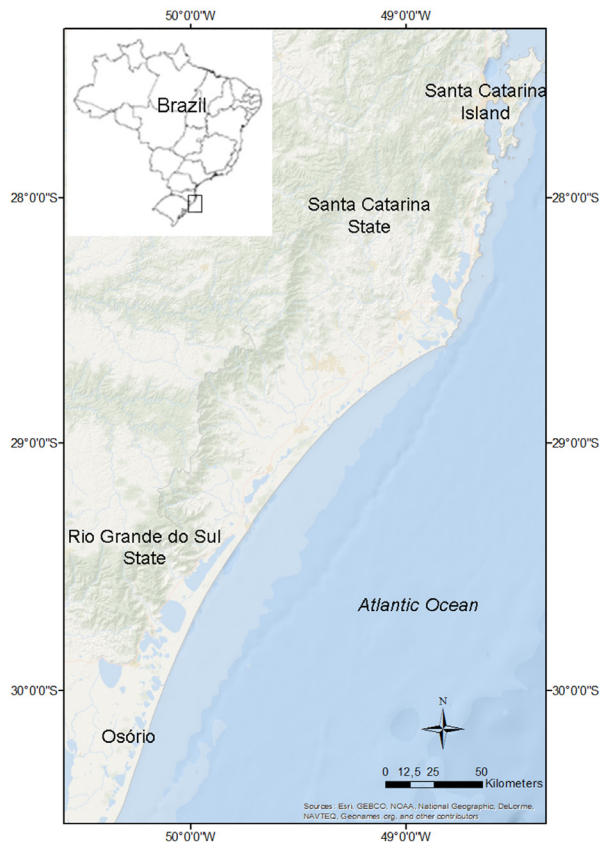 50°0'0"W 49°0'0"W
Brazil
Santa Catarina
Island
28°0'0"S 28°0'0"S
Santa Catarina
State
29°0'0"S 29°0'0"S
Rio Grande do Sul
State
Atlantic Ocean
30°0'0"S 30°0'0"S
N
Osório
0 12,5 25 50
Kilometers
Sources: Esri, GEBCO, NOAA, National Geographic, DeLorme,
NAVTEQ, Geonames.org, and other contributors
50°0'0"W 49°0'0"W